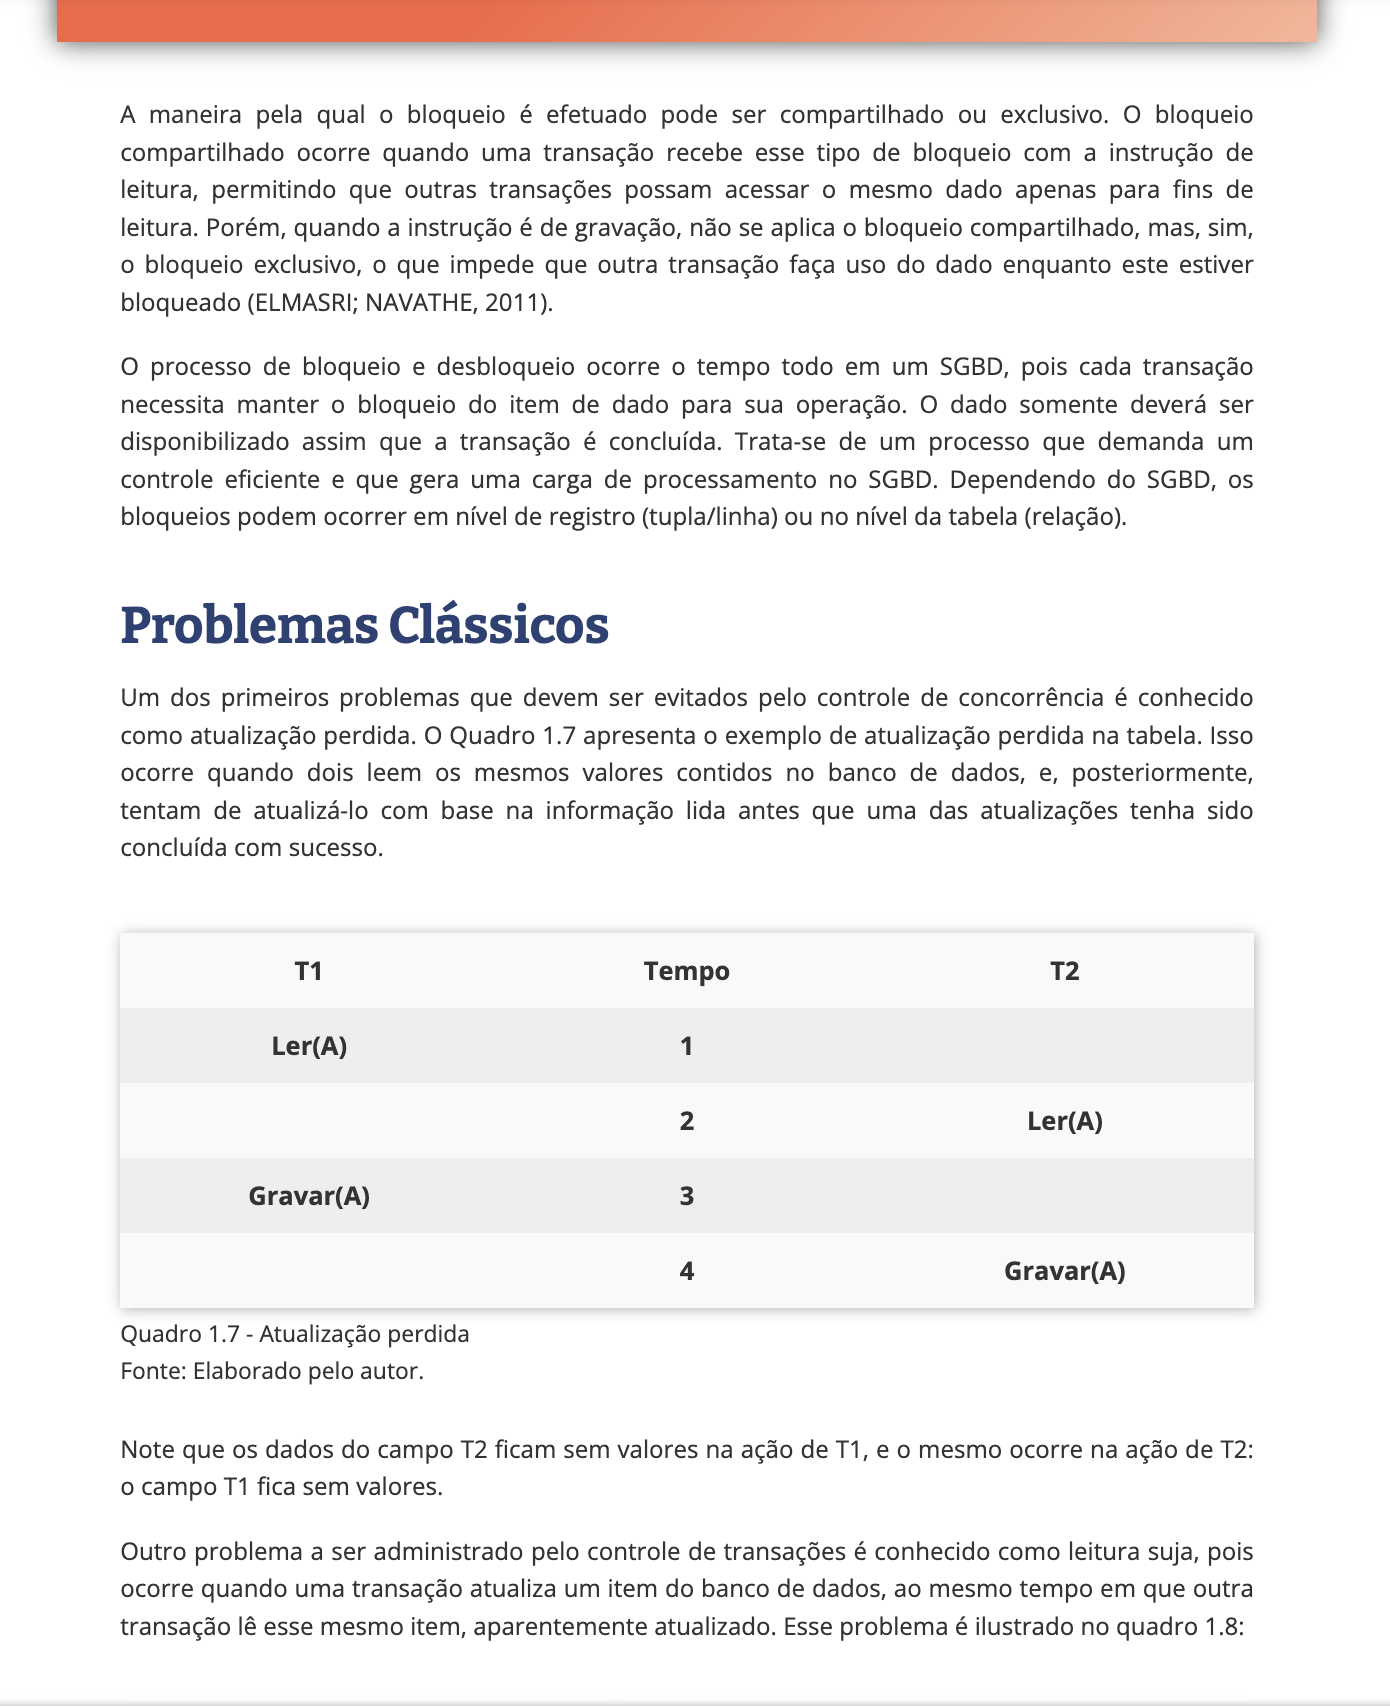 A maneira pela qual o bloqueio é efetuado pode ser compartilhado ou exclusivo. O bloqueio
compartilhado ocorre quando uma transação recebe esse tipo de bloqueio com a instrução de
leitura, permitindo que outras transações possam acessar o mesmo dado apenas para fins de
leitura. Porém, quando a instrução é de gravação, não se aplica o bloqueio compartilhado, mas, sim,
o bloqueio exclusivo, o que impede que outra transação faça uso do dado enquanto este estiver
bloqueado (ELMASRI; NAVATHE, 2011).
O processo de bloqueio e desbloqueio ocorre o tempo todo em um SGBD, pois cada transação
necessita manter o bloqueio do item de dado para sua operação. O dado somente deverá ser
disponibilizado assim que a transação é concluída. Trata-se de um processo que demanda um
controle eficiente e que gera uma carga de processamento no SGBD. Dependendo do SGBD, os
bloqueios podem ocorrer em nível de registro (tupla/linha) ou no nível da tabela (relação).
Problemas Clássicos
Um dos primeiros problemas que devem ser evitados pelo controle de concorrência é conhecido
como atualização perdida. O Quadro 1.7 apresenta o exemplo de atualização perdida na tabela. Isso
ocorre quando dois leem os mesmos valores contidos no banco de dados, e, posteriormente,
tentam de atualizá-lo com base na informação lida antes que uma das atualizações tenha sido
concluída com sucesso.
T1 Tempo T2
Ler(A) 1
2 Ler(A)
Gravar(A) 3
4 Gravar(A)
Quadro 1.7 - Atualização perdida
Fonte: Elaborado pelo autor.
Note que os dados do campo T2 ficam sem valores na ação de T1, e o mesmo ocorre na ação de T2:
o campo T1 fica sem valores.
Outro problema a ser administrado pelo controle de transações é conhecido como leitura suja, pois
ocorre quando uma transação atualiza um item do banco de dados, ao mesmo tempo em que outra
transação lê esse mesmo item, aparentemente atualizado. Esse problema é ilustrado no quadro 1.8: